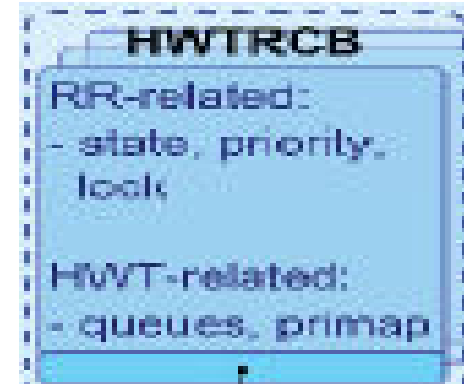 HWTRCB
RR-related:
- state, priority,
lock
HWT-related:
- queues, primap